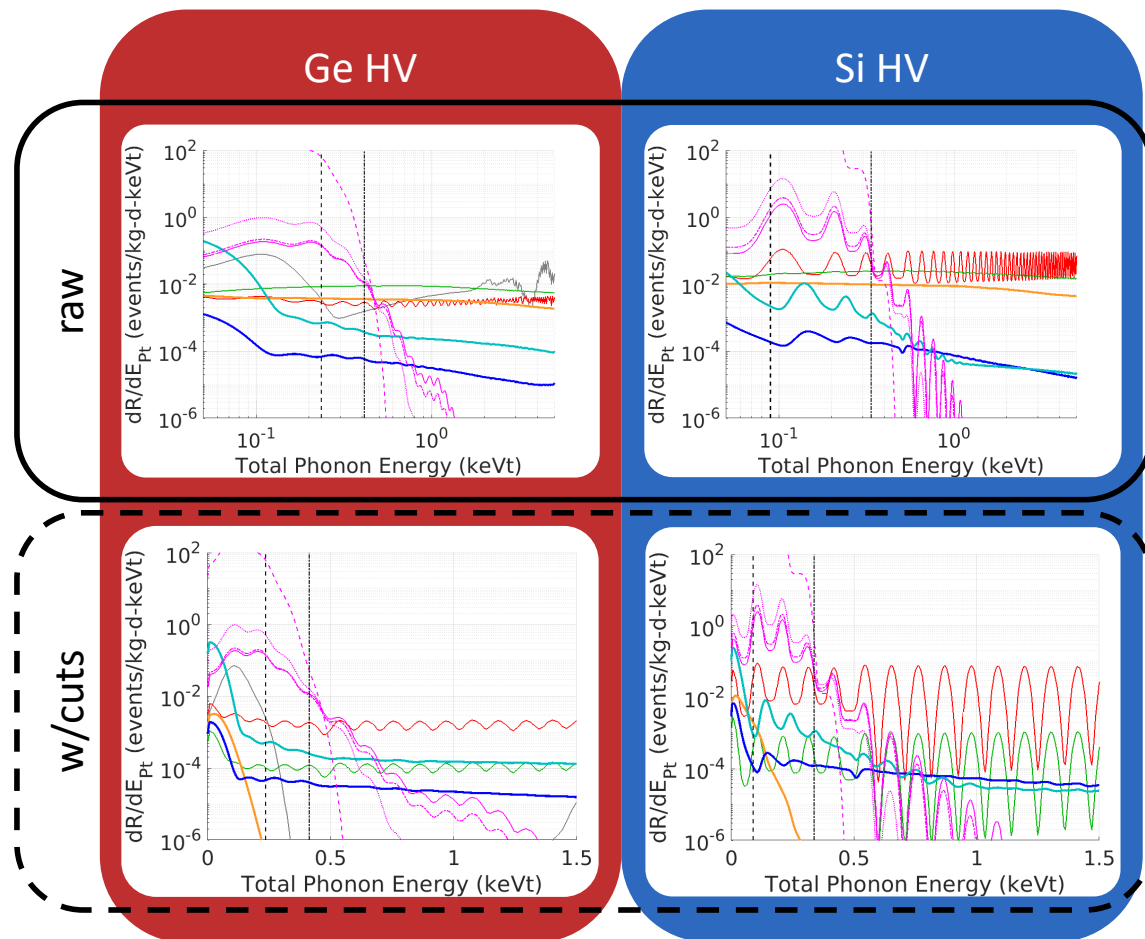 Ge HV
Si HV
raw
dR/dE_Pt (events/kg-d-keVt)
10^2
10^0
10^-2
10^-4
10^-6
10^-1
10^0
Total Phonon Energy (keVt)
dR/dE_Pt (events/kg-d-keVt)
10^2
10^0
10^-2
10^-4
10^-6
10^-1
10^0
Total Phonon Energy (keVt)
w/cuts
dR/dE_Pt (events/kg-d-keVt)
10^2
10^0
10^-2
10^-4
10^-6
0
0.5
1
1.5
Total Phonon Energy (keVt)
dR/dE_Pt (events/kg-d-keVt)
10^2
10^0
10^-2
10^-4
10^-6
0
0.5
1
1.5
Total Phonon Energy (keVt)